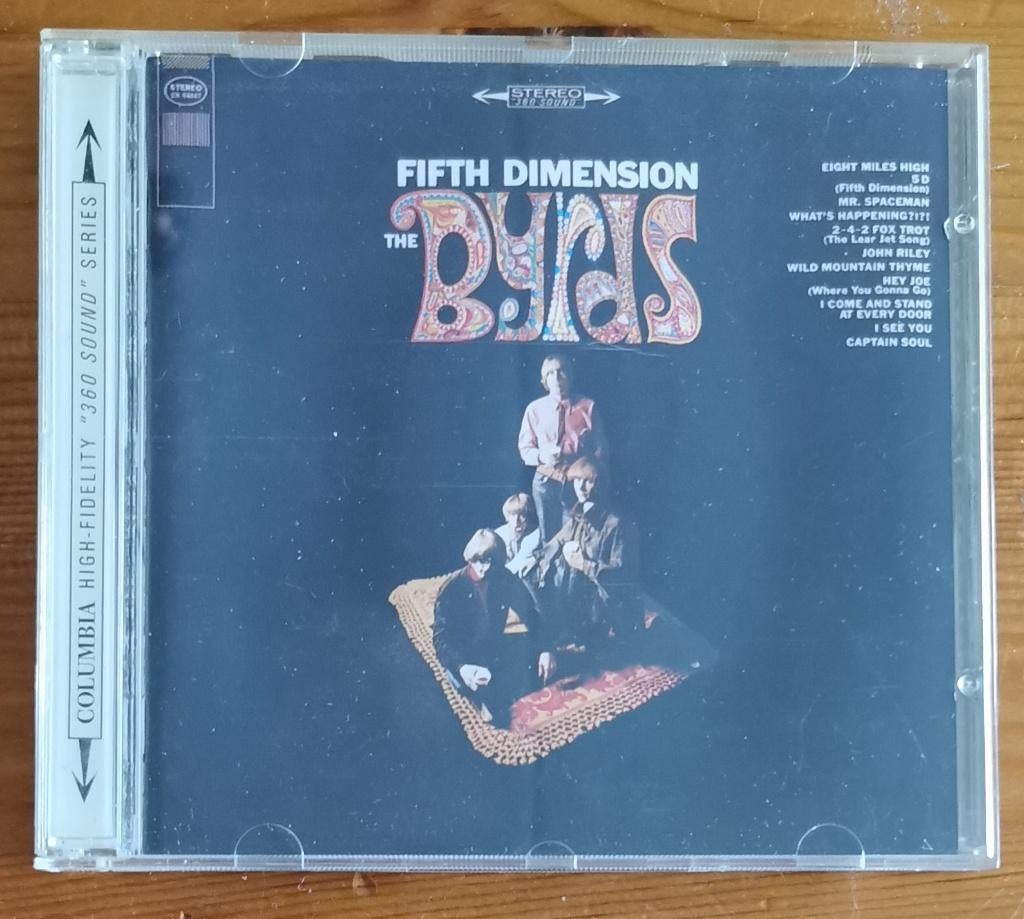 COLUMBIA HIGH-FIDELITY "360 SOUND" SERIES
STEREO
STEREO
360 SOUND
FIFTH DIMENSION
THE BYrdS
EIGHT MILES HIGH
5 D
(Fifth Dimension)
MR. SPACEMAN
WHAT'S HAPPENING?!?!
2-4-2 FOX TROT
(The Lear Jet Song)
JOHN RILEY
WILD MOUNTAIN THYME
HEY JOE
(Where You Gonna Go)
I COME AND STAND
AT EVERY DOOR
I SEE YOU
CAPTAIN SOUL